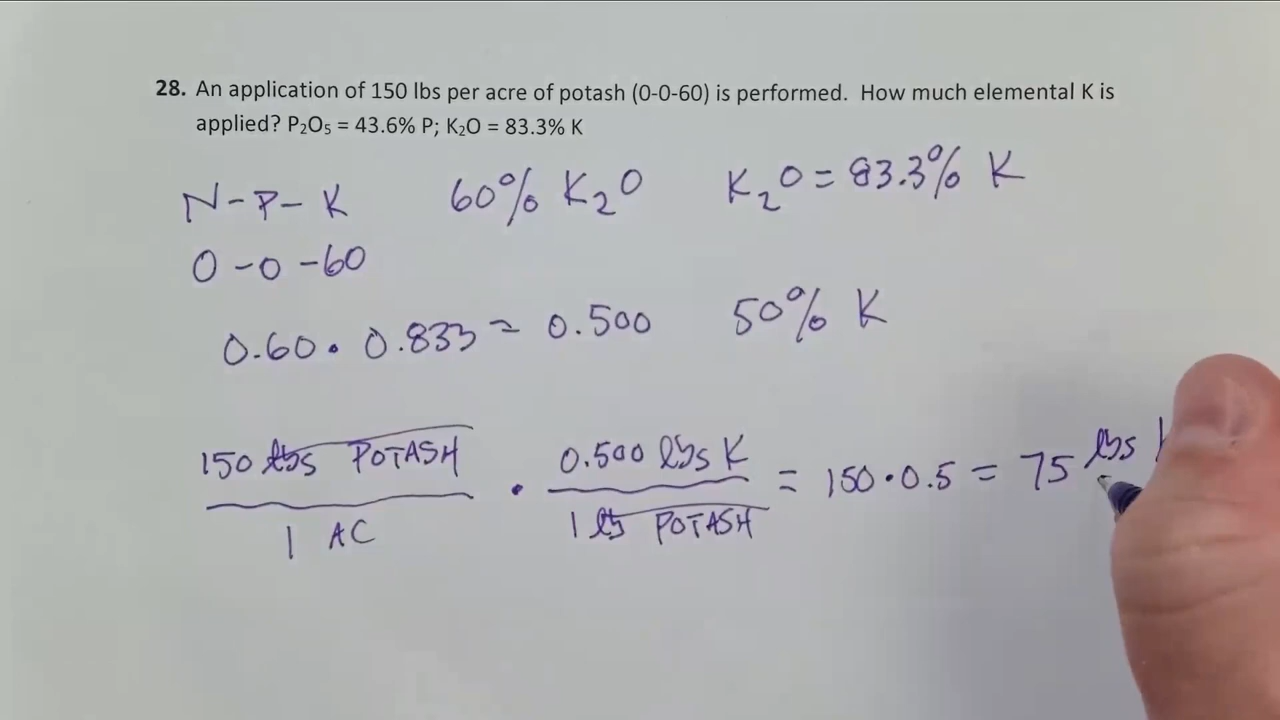 28. An application of 150 lbs per acre of potash (0-0-60) is performed. How much elemental K is
applied? P₂O₅ = 43.6% P; K₂O = 83.3% K
N-P-K 60% K₂O K₂O = 83.3% K
0-0-60
0.60 · 0.833 = 0.500 50% K
150 lbs POTASH / 1 AC · 0.500 lbs K / 1 lb POTASH = 150 · 0.5 = 75 lbs